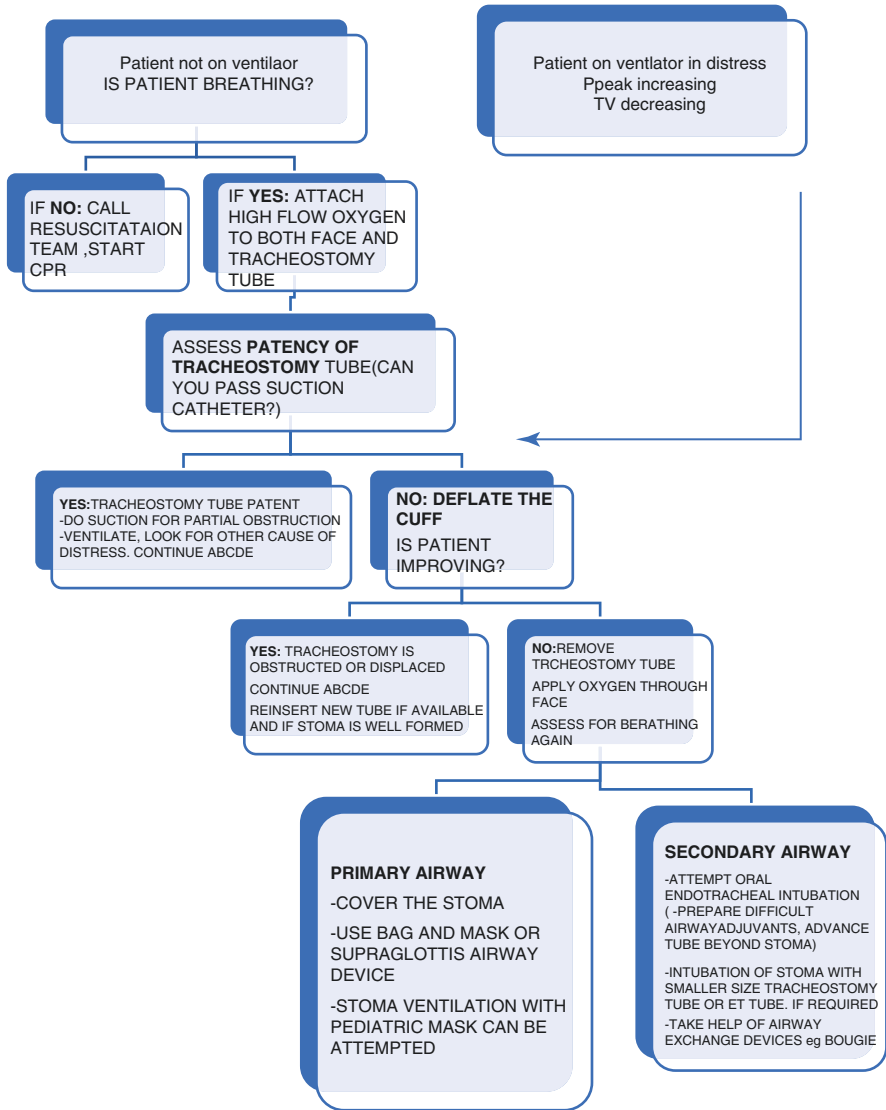 Patient not on ventilaor
IS PATIENT BREATHING?
Patient on ventlator in distress
Ppeak increasing
TV decreasing
IF NO: CALL
RESUSCITATAION
TEAM ,START
CPR
IF YES: ATTACH
HIGH FLOW OXYGEN
TO BOTH FACE AND
TRACHEOSTOMY
TUBE
ASSESS PATENCY OF
TRACHEOSTOMY TUBE(CAN
YOU PASS SUCTION
CATHETER?)
YES:TRACHEOSTOMY TUBE PATENT
-DO SUCTION FOR PARTIAL OBSTRUCTION
-VENTILATE, LOOK FOR OTHER CAUSE OF
DISTRESS. CONTINUE ABCDE
NO: DEFLATE THE
CUFF
IS PATIENT
IMPROVING?
YES: TRACHEOSTOMY IS
OBSTRUCTED OR DISPLACED
CONTINUE ABCDE
REINSERT NEW TUBE IF AVAILABLE
AND IF STOMA IS WELL FORMED
NO:REMOVE
TRCHEOSTOMY TUBE
APPLY OXYGEN THROUGH
FACE
ASSESS FOR BERATHING
AGAIN
PRIMARY AIRWAY
-COVER THE STOMA
-USE BAG AND MASK OR
SUPRAGLOTTIS AIRWAY
DEVICE
-STOMA VENTILATION WITH
PEDIATRIC MASK CAN BE
ATTEMPTED
SECONDARY AIRWAY
-ATTEMPT ORAL
ENDOTRACHEAL INTUBATION
( -PREPARE DIFFICULT
AIRWAYADJUVANTS, ADVANCE
TUBE BEYOND STOMA)
-INTUBATION OF STOMA WITH
SMALLER SIZE TRACHEOSTOMY
TUBE OR ET TUBE. IF REQUIRED
-TAKE HELP OF AIRWAY
EXCHANGE DEVICES eg BOUGIE